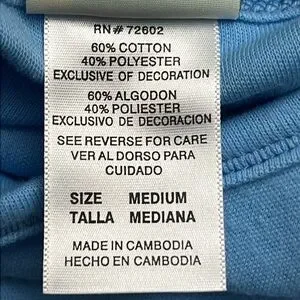 RN# 72602
60% COTTON
40% POLYESTER
EXCLUSIVE OF DECORATION
60% ALGODON
40% POLIESTER
EXCLUSIVO DE DECORACION
SEE REVERSE FOR CARE
VER AL DORSO PARA
CUIDADO
SIZE MEDIUM
TALLA MEDIANA
MADE IN CAMBODIA
HECHO EN CAMBODIA